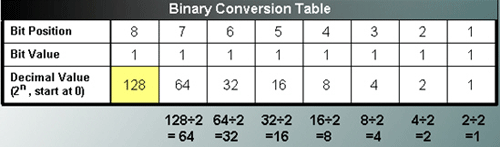 Binary Conversion Table
Bit Position 8 7 6 5 4 3 2 1
Bit Value 1 1 1 1 1 1 1 1
Decimal Value (2ⁿ, start at 0) 128 64 32 16 8 4 2 1
128÷2 64÷2 32÷2 16÷2 8÷2 4÷2 2÷2
= 64 =32 =16 =8 =4 =2 =1